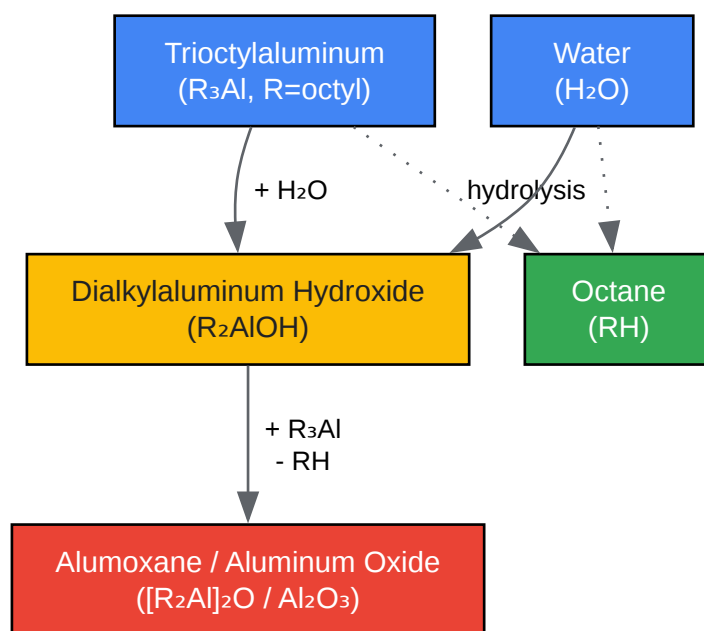 Trioctylaluminum
(R₃Al, R=octyl)
Water
(H₂O)
+ H₂O
hydrolysis
Dialkylaluminum Hydroxide
(R₂AlOH)
Octane
(RH)
+ R₃Al
- RH
Alumoxane / Aluminum Oxide
([R₂Al]₂O / Al₂O₃)